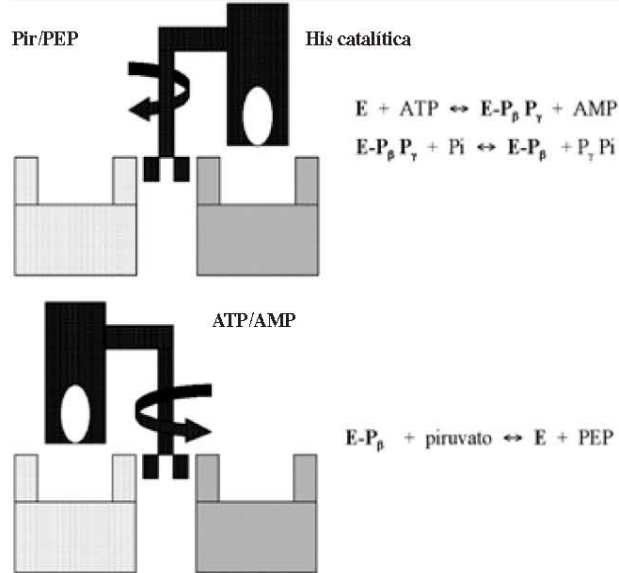 Pir/PEP
His catalítica
E + ATP ↔ E-Pβ Pγ + AMP
E-Pβ Pγ + Pi ↔ E-Pβ + Pγ Pi
ATP/AMP
E-Pβ + piruvato ↔ E + PEP